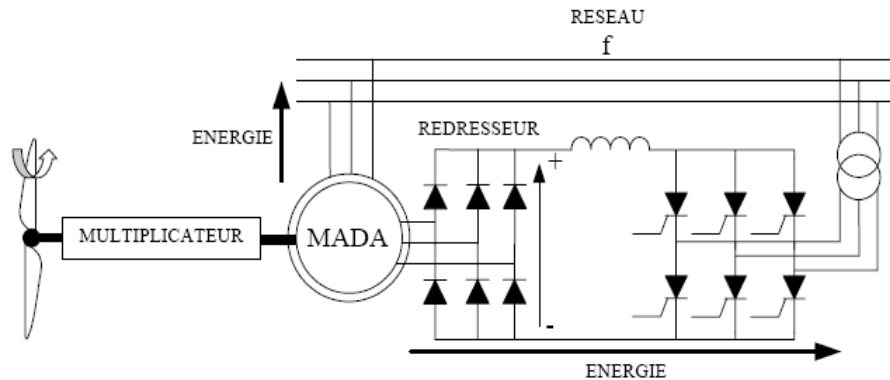 RESEAU
f
ENERGIE
REDRESSEUR
+
MULTIPLICATEUR
MADA
-
ENERGIE